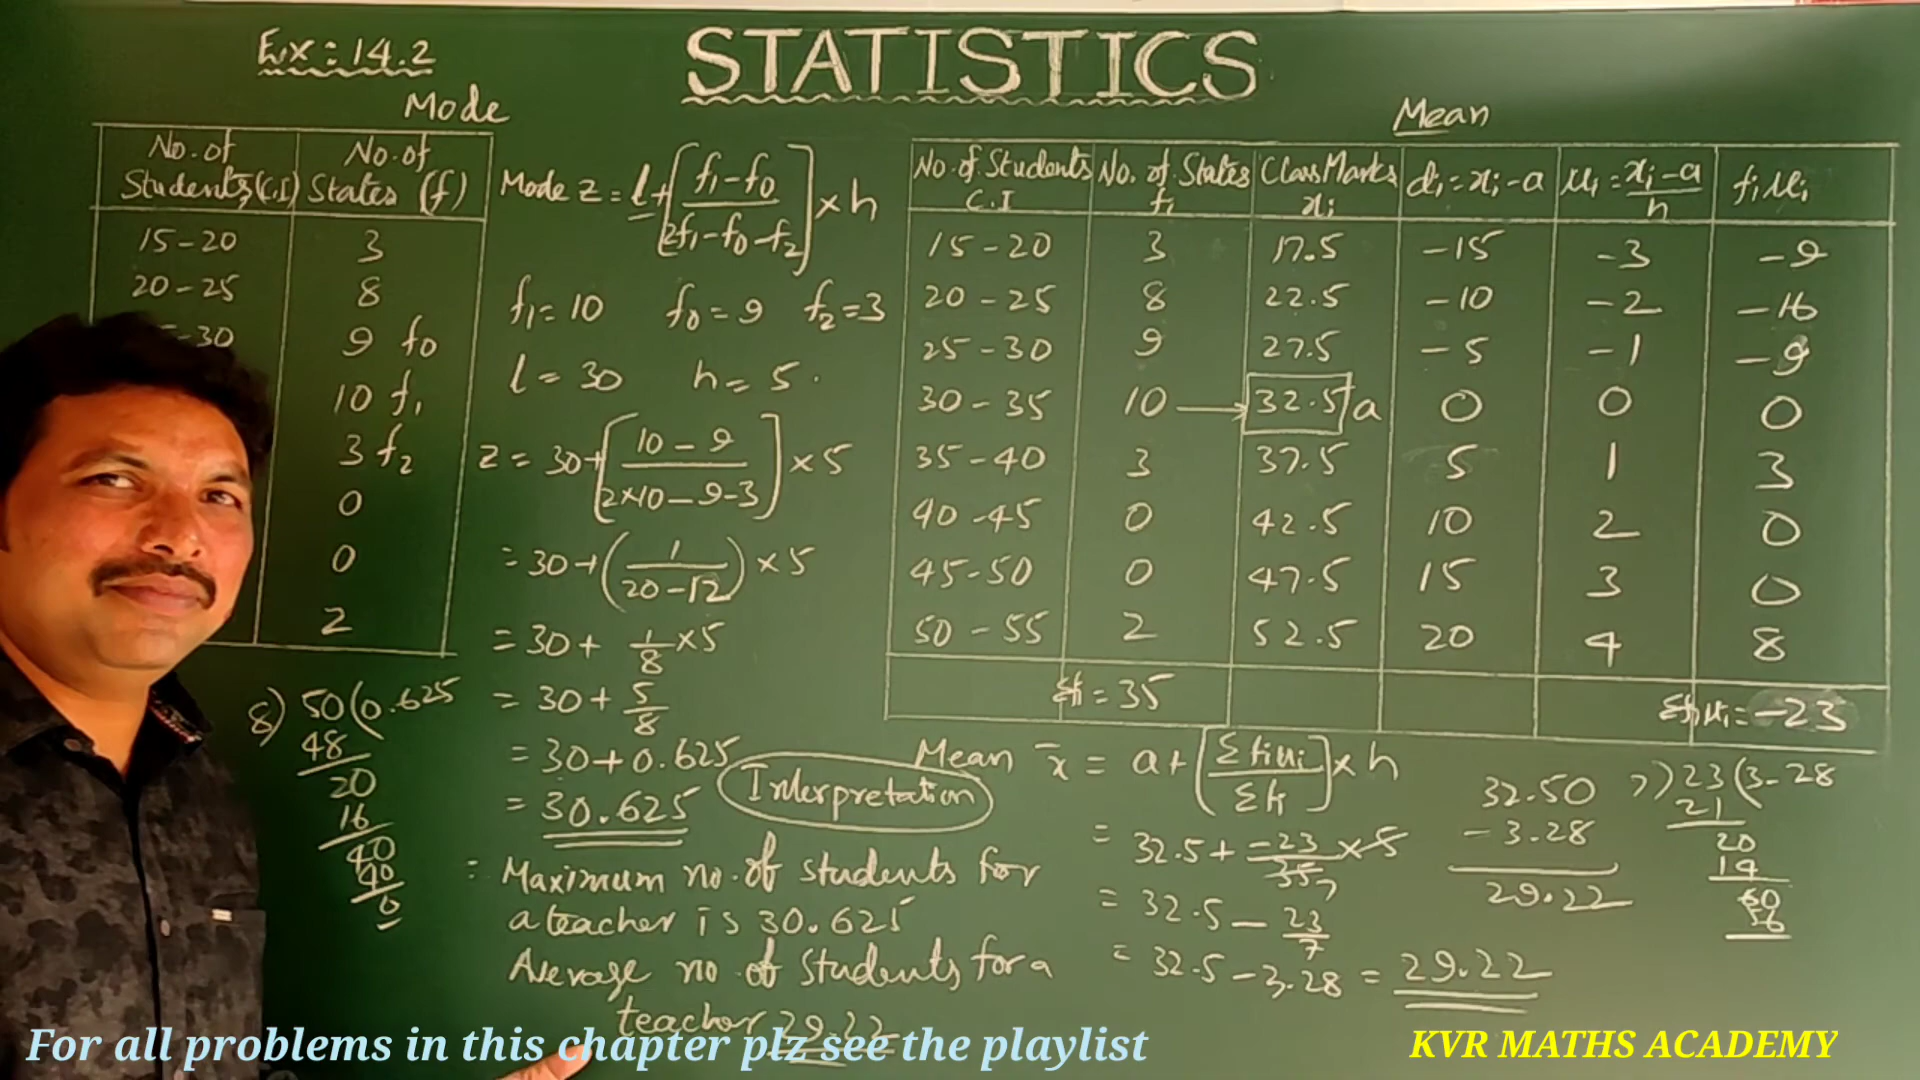 Ex:14.2
STATISTICS
Mode
No.of Students(C.I) No.of States (f)
15-20 3
20-25 8
-30 9 f0
10 f1
3 f2
0
0
2
8) 50(0.625
48
20
16
40
40
0
Mode z = l+[f1-f0/2f1-f0-f2]×h
f1=10 f0=9 f2=3
l=30 h=5.
z = 30+[10-9/2×10-9-3]×5
=30+(1/20-12)×5
=30+ 1/8×5
=30+5/8
=30+0.625
=30.625
Interpretation
= Maximum no.of students for
a teacher is 30.625
Average no.of students for a
teacher 29.22
Mean
No.of Students C.I No. of States fi Class Marks xi di=xi-a ui=xi-a/h fiui
15-20 3 17.5 -15 -3 -9
20-25 8 22.5 -10 -2 -16
25-30 9 27.5 -5 -1 -9
30-35 10 → 32.5 a 0 0 0
35-40 3 37.5 5 1 3
40-45 0 42.5 10 2 0
45-50 0 47.5 15 3 0
50-55 2 52.5 20 4 8
Σfi=35 Σfiui=-23
Mean x̄ = a+[Σfiui/Σfi]×h
= 32.5+-23/35×5
7
= 32.5-23/7
= 32.5-3.28 = 29.22
32.50
-3.28
29.22
7)23(3.28
21
20
14
60
56
For all problems in this chapter plz see the playlist
KVR MATHS ACADEMY